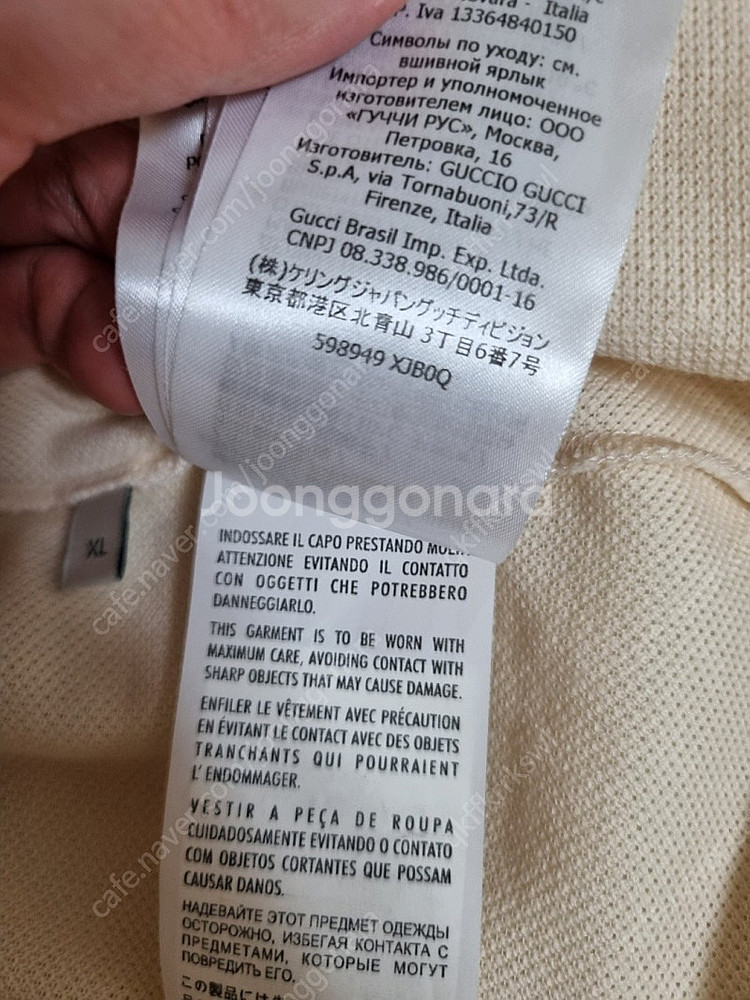 Italia
P. Iva 13364840150
Символы по уходу: см.
вшивной ярлык
Импортер и уполномоченное
изготовителем лицо: ООО
«ГУЧЧИ РУС», Москва,
Петровка, 16
Изготовитель: GUCCIO GUCCI
S.p.A, via Tornabuoni,73/R
Firenze, Italia
Gucci Brasil Imp. Exp. Ltda.
CNPJ 08.338.986/0001-16
(株)ケリングジャパングッチディビジョン
東京都港区北青山 3丁目6番7号
598949 XJB0Q
Joonggonara
XL
INDOSSARE IL CAPO PRESTANDO
ATTENZIONE EVITANDO IL CONTATTO
CON OGGETTI CHE POTREBBERO
DANNEGGIARLO.
THIS GARMENT IS TO BE WORN WITH
MAXIMUM CARE, AVOIDING CONTACT WITH
SHARP OBJECTS THAT MAY CAUSE DAMAGE.
ENFILER LE VÊTEMENT AVEC PRÉCAUTION
EN ÉVITANT LE CONTACT AVEC DES OBJETS
TRANCHANTS QUI POURRAIENT
L'ENDOMMAGER.
VESTIR A PEÇA DE ROUPA
CUIDADOSAMENTE EVITANDO O CONTATO
COM OBJETOS CORTANTES QUE POSSAM
CAUSAR DANOS.
НАДЕВАЙТЕ ЭТОТ ПРЕДМЕТ ОДЕЖДЫ
ОСТОРОЖНО, ИЗБЕГАЯ КОНТАКТА С
ПРЕДМЕТАМИ, КОТОРЫЕ МОГУТ
ПОВРЕДИТЬ ЕГО.
この製品には